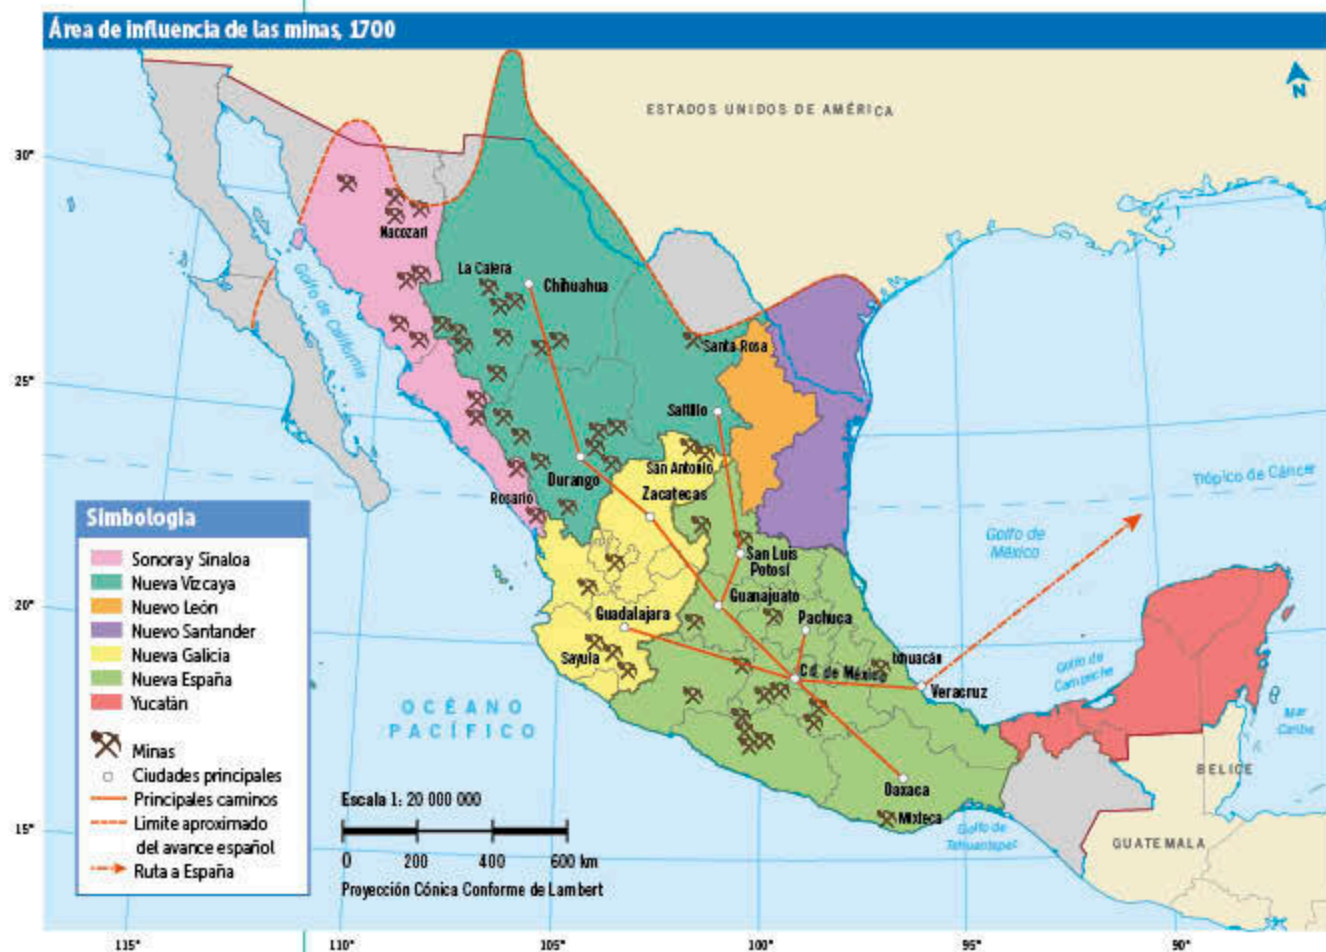 Área de influencia de las minas, 1700
N
ESTADOS UNIDOS DE AMÉRICA
30°
25°
20°
15°
Nacozari
La Calera
Chihuahua
Golfo de California
Santa Rosa
Saltillo
San Antonio
Durango
Zacatecas
Rosario
Trópico de Cáncer
Golfo de
México
San Luis
Potosí
Guanajuato
Guadalajara
Pachuca
Sayula
Cd. de México
Ixhuacán
Veracruz
Golfo de
Campeche
Mar
Caribe
OCÉANO
PACÍFICO
BELICE
Oaxaca
Mixteca
Golfo de
Tehuantepec
GUATEMALA
Simbología
Sonora y Sinaloa
Nueva Vizcaya
Nuevo León
Nuevo Santander
Nueva Galicia
Nueva España
Yucatán
Minas
Ciudades principales
Principales caminos
Limite aproximado
del avance español
Ruta a España
Escala 1: 20 000 000
0 200 400 600 km
Proyección Cónica Conforme de Lambert
115° 110° 105° 100° 95° 90°